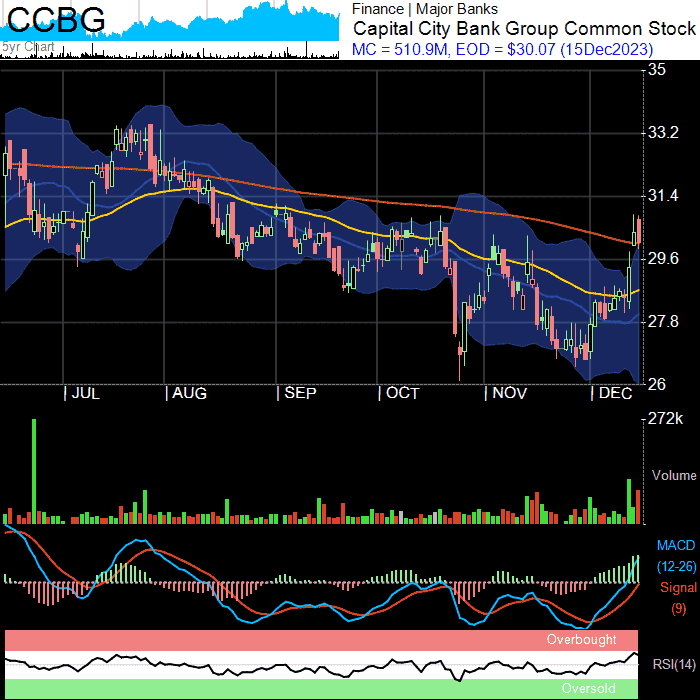 CCBG
5yr Chart
Finance | Major Banks
Capital City Bank Group Common Stock
MC = 510.9M, EOD = $30.07 (15Dec2023)
35
33.2
31.4
29.6
27.8
26
| JUL | AUG | SEP | OCT | NOV | DEC
272k
Volume
MACD
(12-26)
Signal
(9)
Overbought
RSI(14)
Oversold